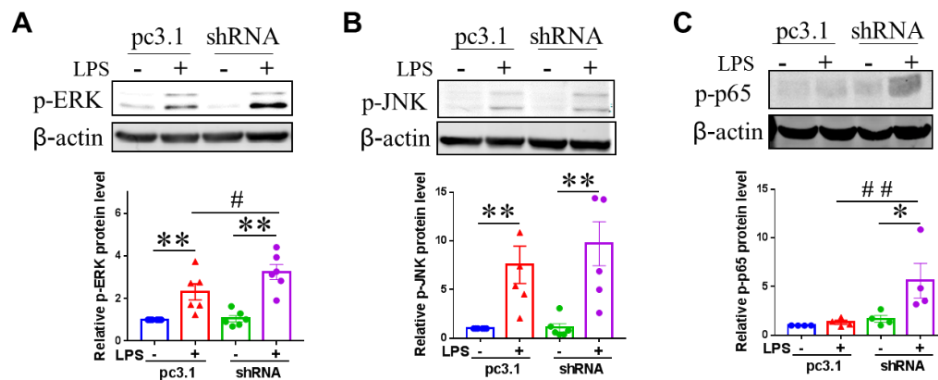 A
pc3.1 shRNA
LPS - + - +
p-ERK
β-actin
Relative p-ERK protein level
6
4
2
0
** # **
LPS - + - +
pc3.1 shRNA
B
pc3.1 shRNA
LPS - + - +
p-JNK
β-actin
Relative p-JNK protein level
15
10
5
0
** **
LPS - + - +
pc3.1 shRNA
C
pc3.1 shRNA
LPS - + - +
p-p65
β-actin
Relative p-p65 protein level
15
10
5
0
##
*
LPS - + - +
pc3.1 shRNA